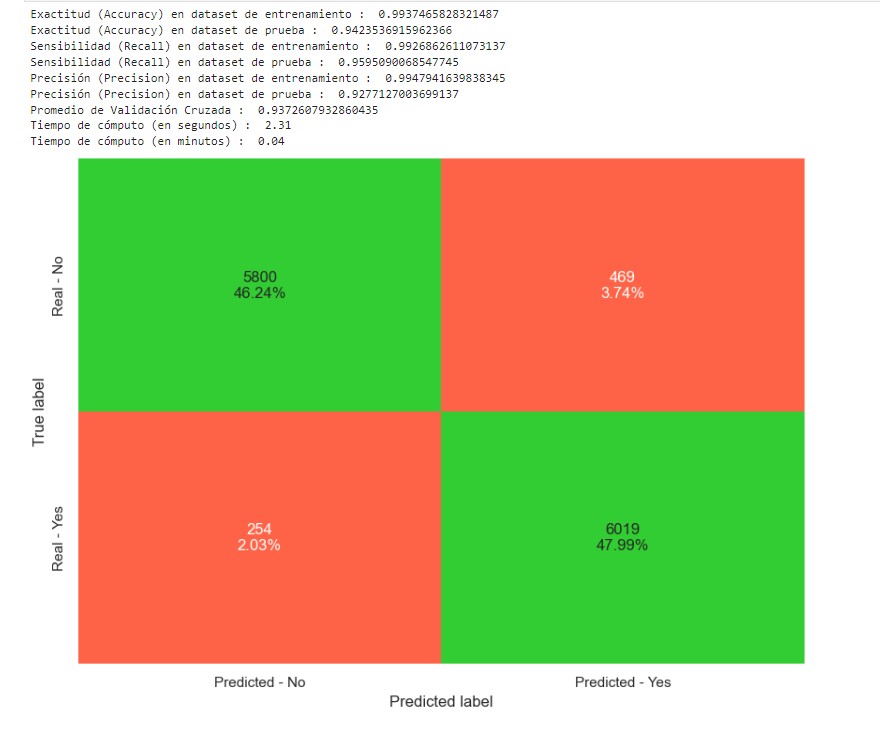 Exactitud (Accuracy) en dataset de entrenamiento :  0.9937465828321487
Exactitud (Accuracy) en dataset de prueba :  0.9423536915962366
Sensibilidad (Recall) en dataset de entrenamiento :  0.9926862611073137
Sensibilidad (Recall) en dataset de prueba :  0.9595090068547745
Precisión (Precision) en dataset de entrenamiento :  0.9947941639838345
Precisión (Precision) en dataset de prueba :  0.9277127003699137
Promedio de Validación Cruzada :  0.9372607932860435
Tiempo de cómputo (en segundos) :  2.31
Tiempo de cómputo (en minutos) :  0.04
True label
Real - No
5800
46.24%
469
3.74%
Real - Yes
254
2.03%
6019
47.99%
Predicted - No
Predicted - Yes
Predicted label